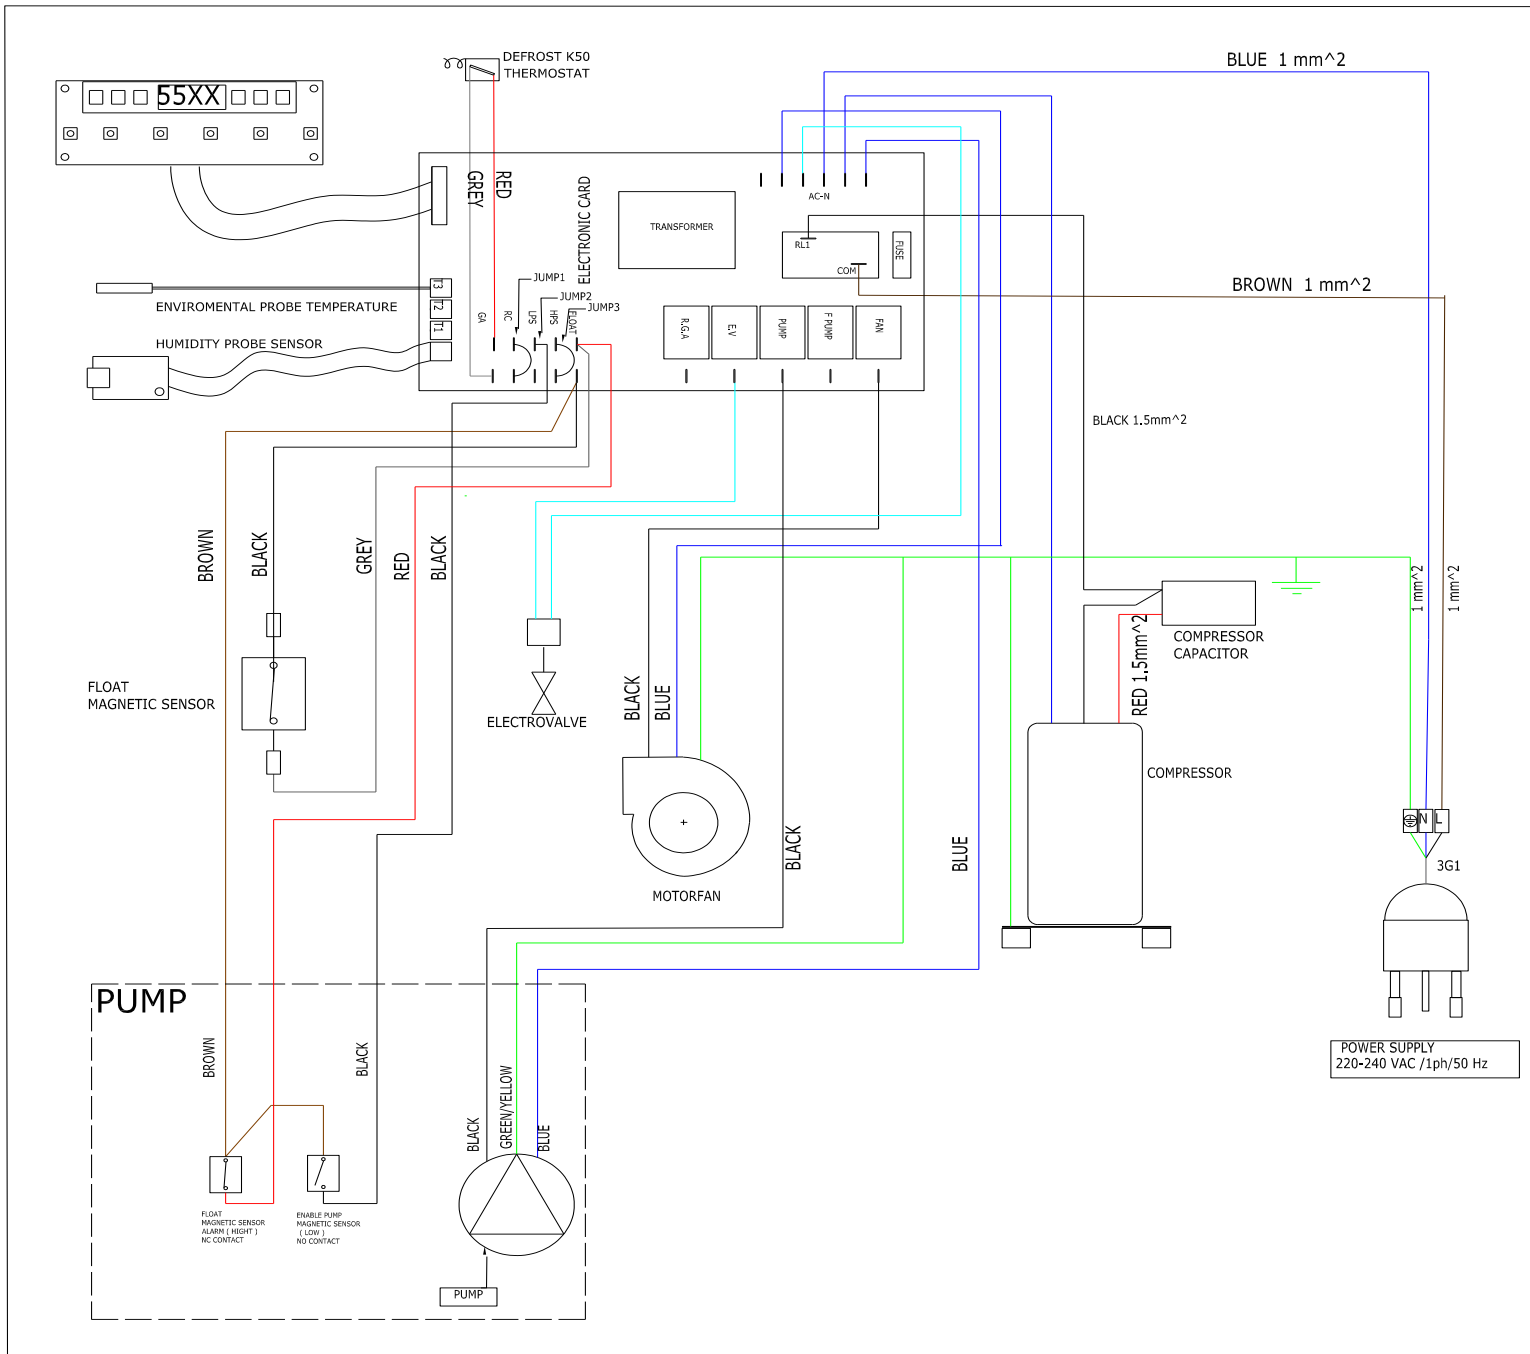 BLUE 1 mm^2
DEFROST K50
THERMOSTAT
55XX
RED
GREY
ELECTRONIC CARD
TRANSFORMER
AC-N
RL1
COM
FUSE
BROWN 1 mm^2
T3
T2
T1
ENVIROMENTAL PROBE TEMPERATURE
HUMIDITY PROBE SENSOR
JUMP1
JUMP2
JUMP3
GA
RC
LPS
HPS
FLOAT
R.G.A
E.V
PUMP
F PUMP
FAN
BLACK 1.5mm^2
BROWN
BLACK
GREY
RED
BLACK
1 mm^2
1 mm^2
COMPRESSOR
CAPACITOR
RED 1.5mm^2
FLOAT
MAGNETIC SENSOR
ELECTROVALVE
BLACK
BLUE
COMPRESSOR
N
L
3G1
BLACK
BLUE
MOTORFAN
PUMP
BROWN
BLACK
BLACK
GREEN/YELLOW
BLUE
POWER SUPPLY
220-240 VAC /1ph/50 Hz
FLOAT
MAGNETIC SENSOR
ALARM ( HIGHT )
NC CONTACT
ENABLE PUMP
MAGNETIC SENSOR
( LOW )
NO CONTACT
PUMP